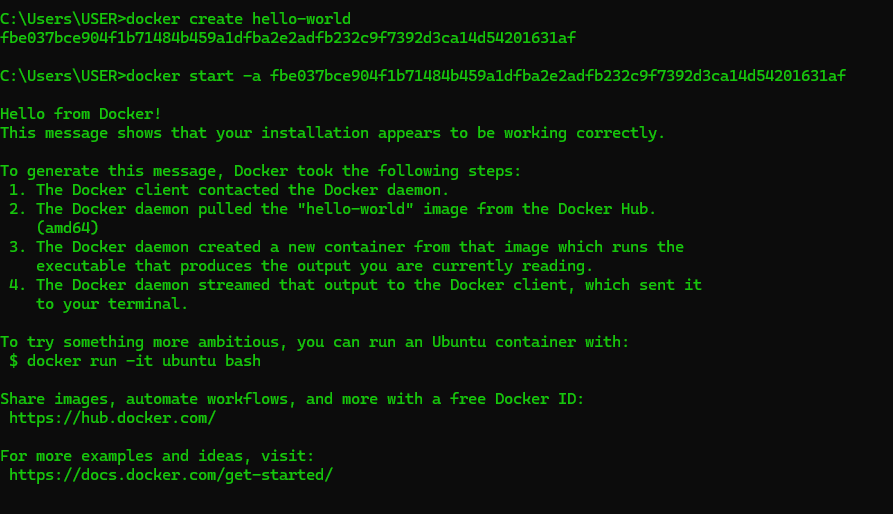 C:\Users\USER>docker create hello-world
fbe037bce904f1b71484b459a1dfba2e2adfb232c9f7392d3ca14d54201631af
C:\Users\USER>docker start -a fbe037bce904f1b71484b459a1dfba2e2adfb232c9f7392d3ca14d54201631af
Hello from Docker!
This message shows that your installation appears to be working correctly.
To generate this message, Docker took the following steps:
1. The Docker client contacted the Docker daemon.
2. The Docker daemon pulled the "hello-world" image from the Docker Hub.
(amd64)
3. The Docker daemon created a new container from that image which runs the
executable that produces the output you are currently reading.
4. The Docker daemon streamed that output to the Docker client, which sent it
to your terminal.
To try something more ambitious, you can run an Ubuntu container with:
$ docker run -it ubuntu bash
Share images, automate workflows, and more with a free Docker ID:
https://hub.docker.com/
For more examples and ideas, visit:
https://docs.docker.com/get-started/